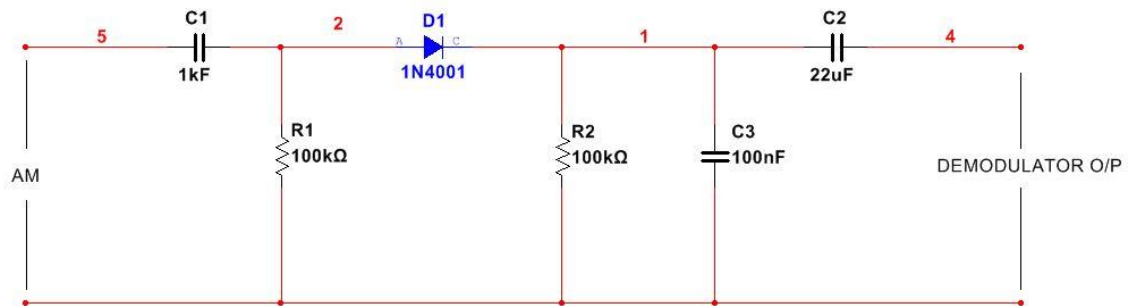 C1
5
1kF
2
D1
A
C
1N4001
1
C2
22uF
4
R1
100kΩ
R2
100kΩ
C3
100nF
AM
DEMODULATOR O/P